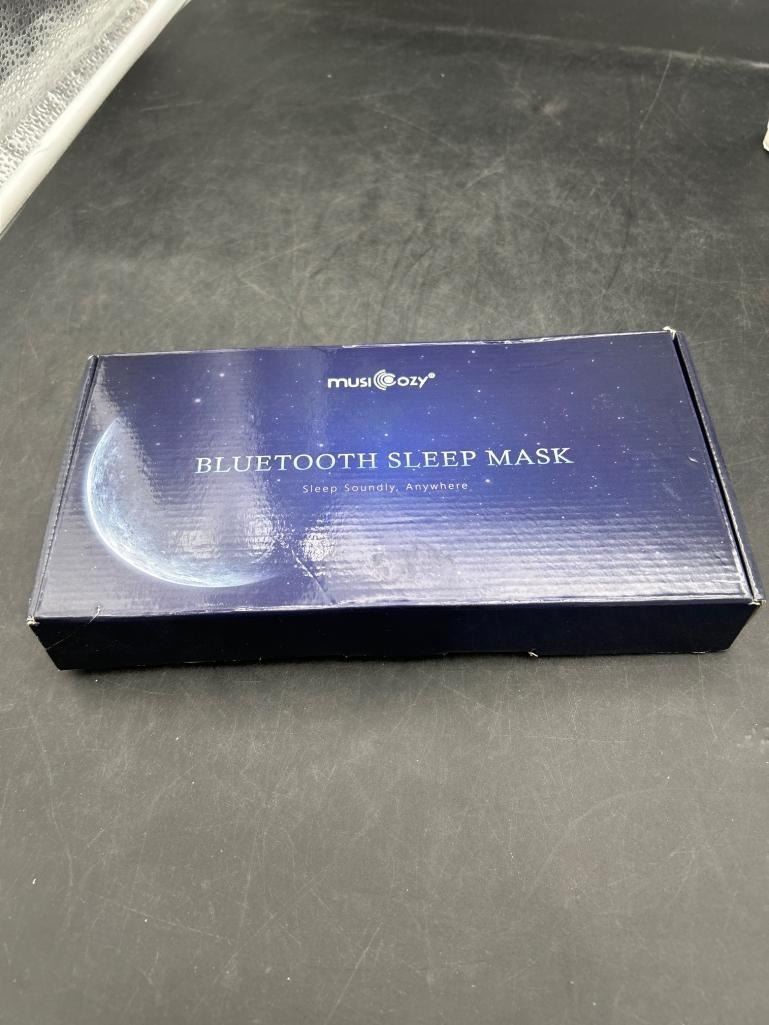 musicozy®
BLUETOOTH SLEEP MASK
Sleep Soundly, Anywhere